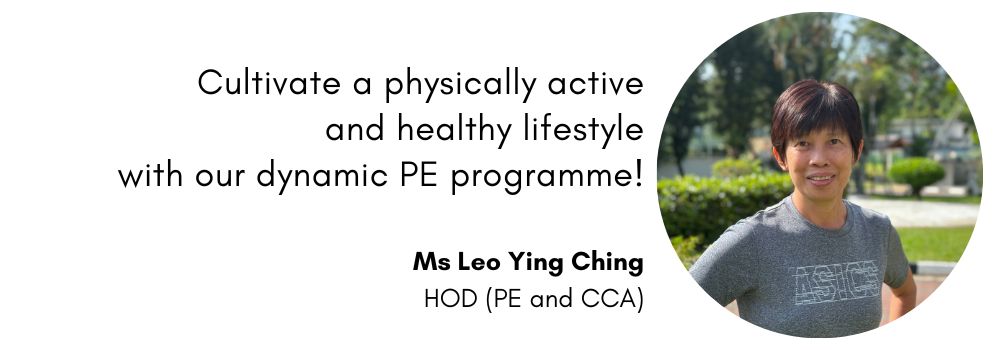 Cultivate a physically active
and healthy lifestyle
with our dynamic PE programme!
Ms Leo Ying Ching
HOD (PE and CCA)
ASICS